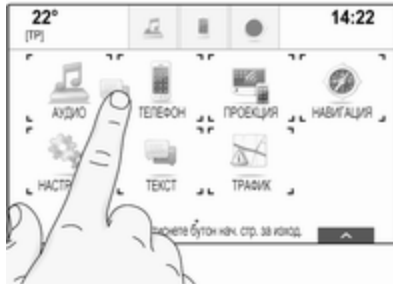 22° 14:22
[TP]
АУДИО ТЕЛЕФОН ПРОЕКЦИЯ НАВИГАЦИЯ
ТЕКСТ ТРАФИК
бутон нач. стр. за изход.